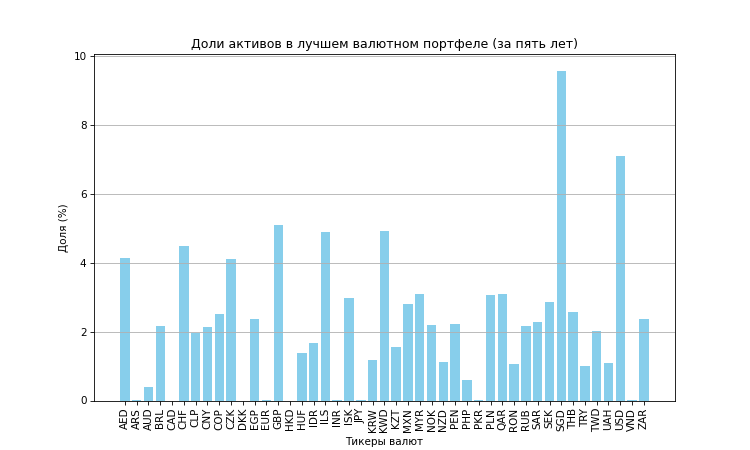 Доли активов в лучшем валютном портфеле (за пять лет)
Доля (%)
10
8
6
4
2
0
AED ARS AUD BRL CAD CHF CLP CNY COP CZK DKK EGP EUR GBP HKD HUF IDR ILS INR ISK JPY KRW KWD KZT MXN MYR NOK NZD PEN PHP PKR PLN QAR RON RUB SAR SEK SGD THB TRY TWD UAH USD VND ZAR
Тикеры валют